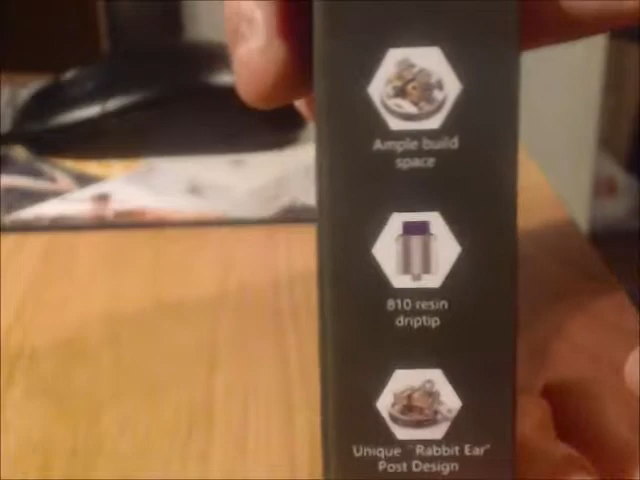 Ample build
space
810 resin
driptip
Unique "Rabbit Ear"
Post Design